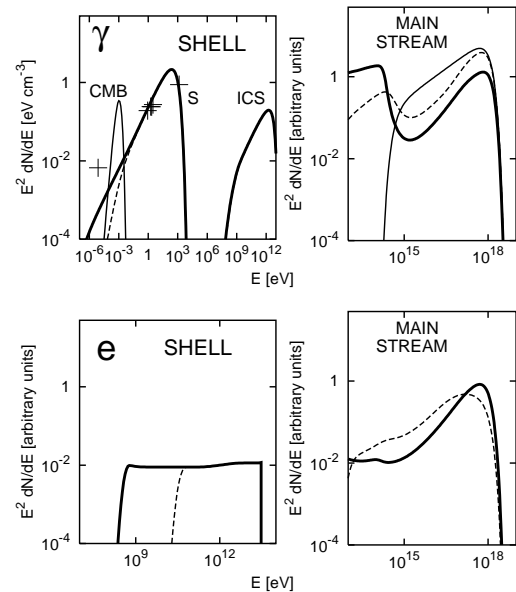 γ
SHELL
CMB
S
ICS
E² dN/dE [eV cm⁻³]
1
10⁻²
10⁻⁴
10⁻⁶ 10⁻³ 1 10³ 10⁶ 10⁹ 10¹²
E [eV]
MAIN
STREAM
E² dN/dE [arbitrary units]
1
10⁻²
10⁻⁴
10¹⁵ 10¹⁸
e
SHELL
E² dN/dE [arbitrary units]
1
10⁻²
10⁻⁴
10⁹ 10¹²
E [eV]
MAIN
STREAM
E² dN/dE [arbitrary units]
1
10⁻²
10⁻⁴
10¹⁵ 10¹⁸